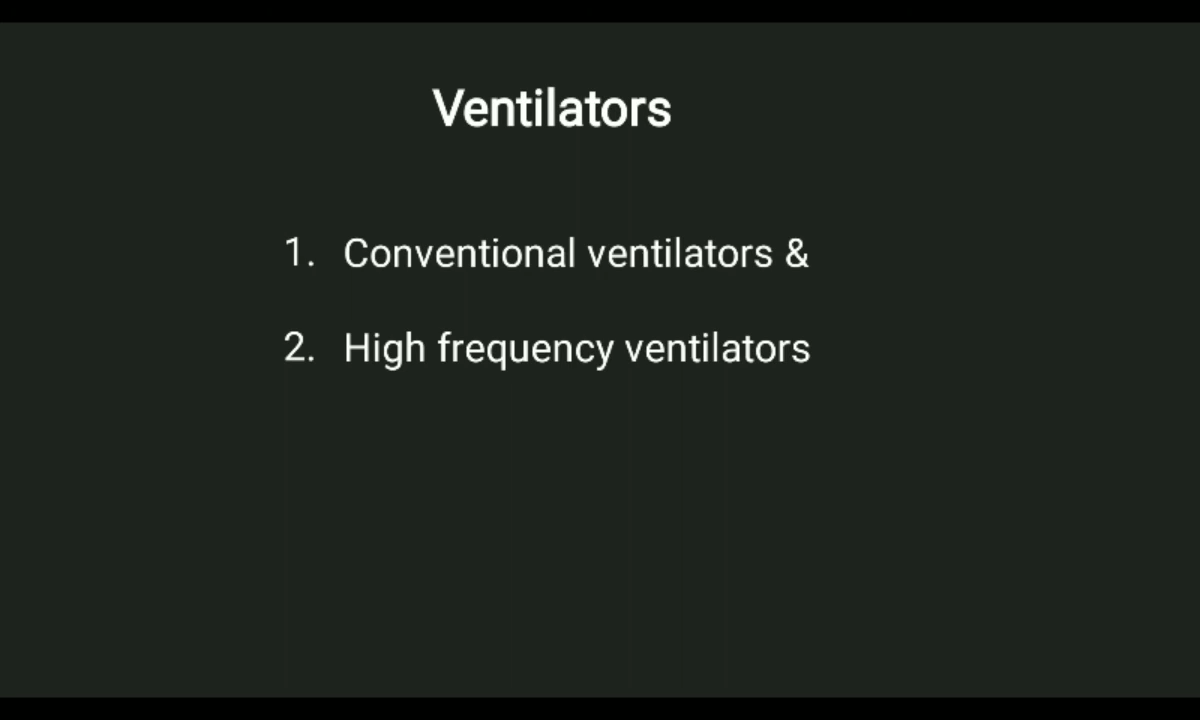 Ventilators
1. Conventional ventilators &
2. High frequency ventilators